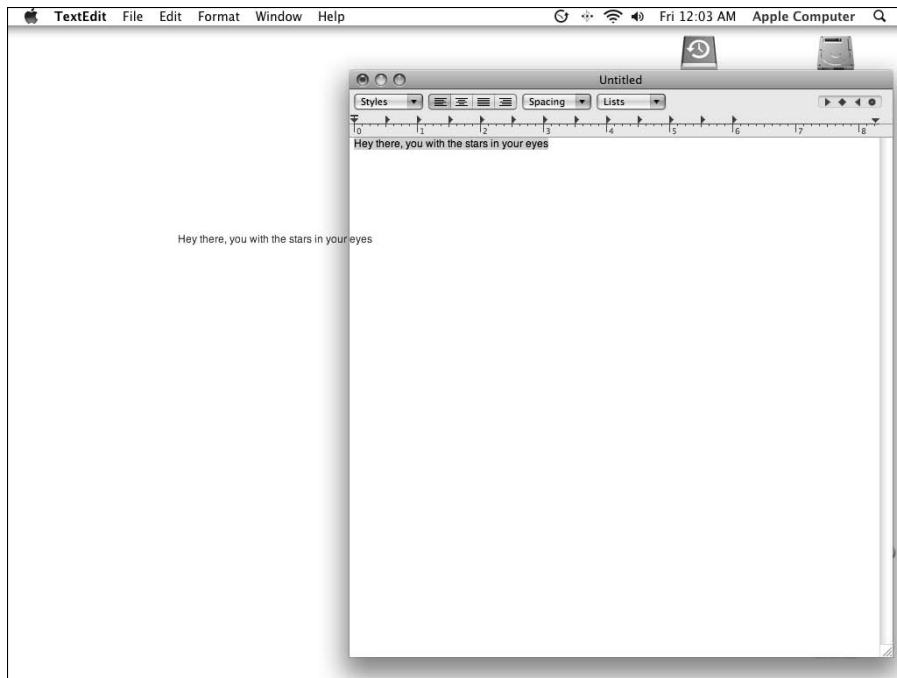 TextEdit File Edit Format Window Help Fri 12:03 AM Apple Computer
Untitled
Styles Spacing Lists
0 1 2 3 4 5 6 7 8
Hey there, you with the stars in your eyes
Hey there, you with the stars in your eyes